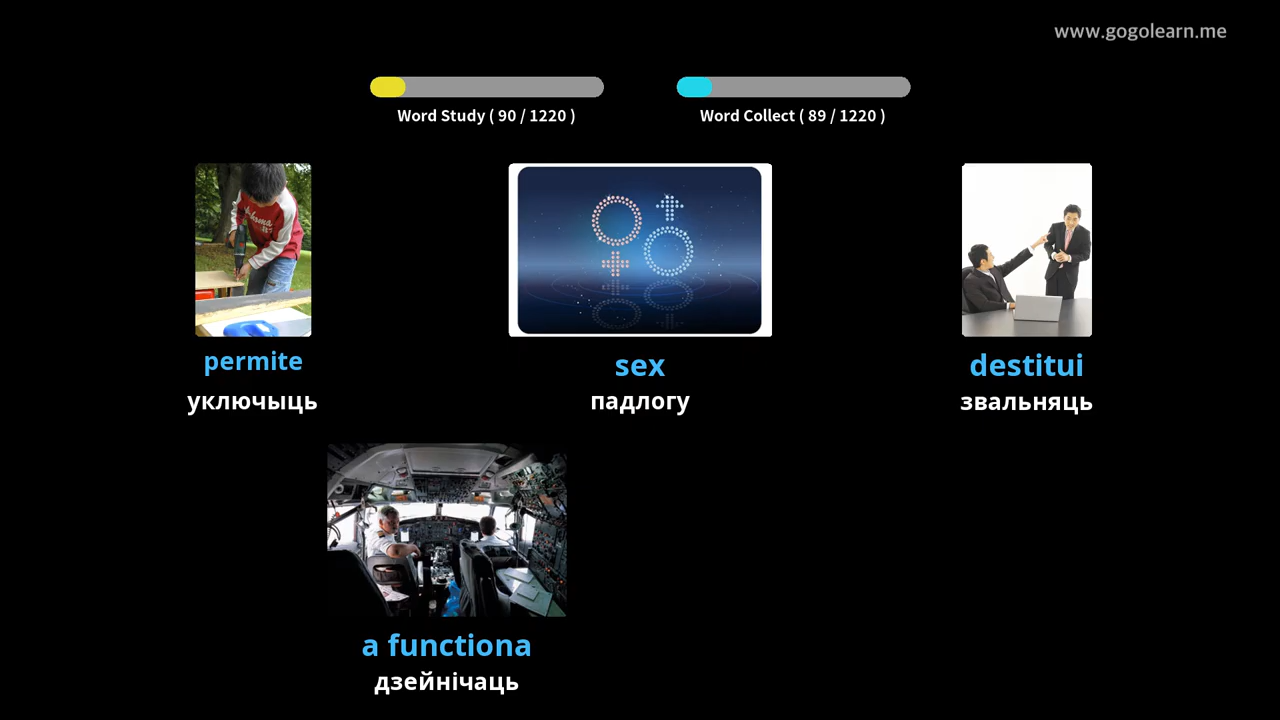 www.gogolearn.me
Word Study ( 90 / 1220 )
Word Collect ( 89 / 1220 )
permite
уключыць
sex
падлогу
destitui
звальняць
a functiona
дзейнічаць